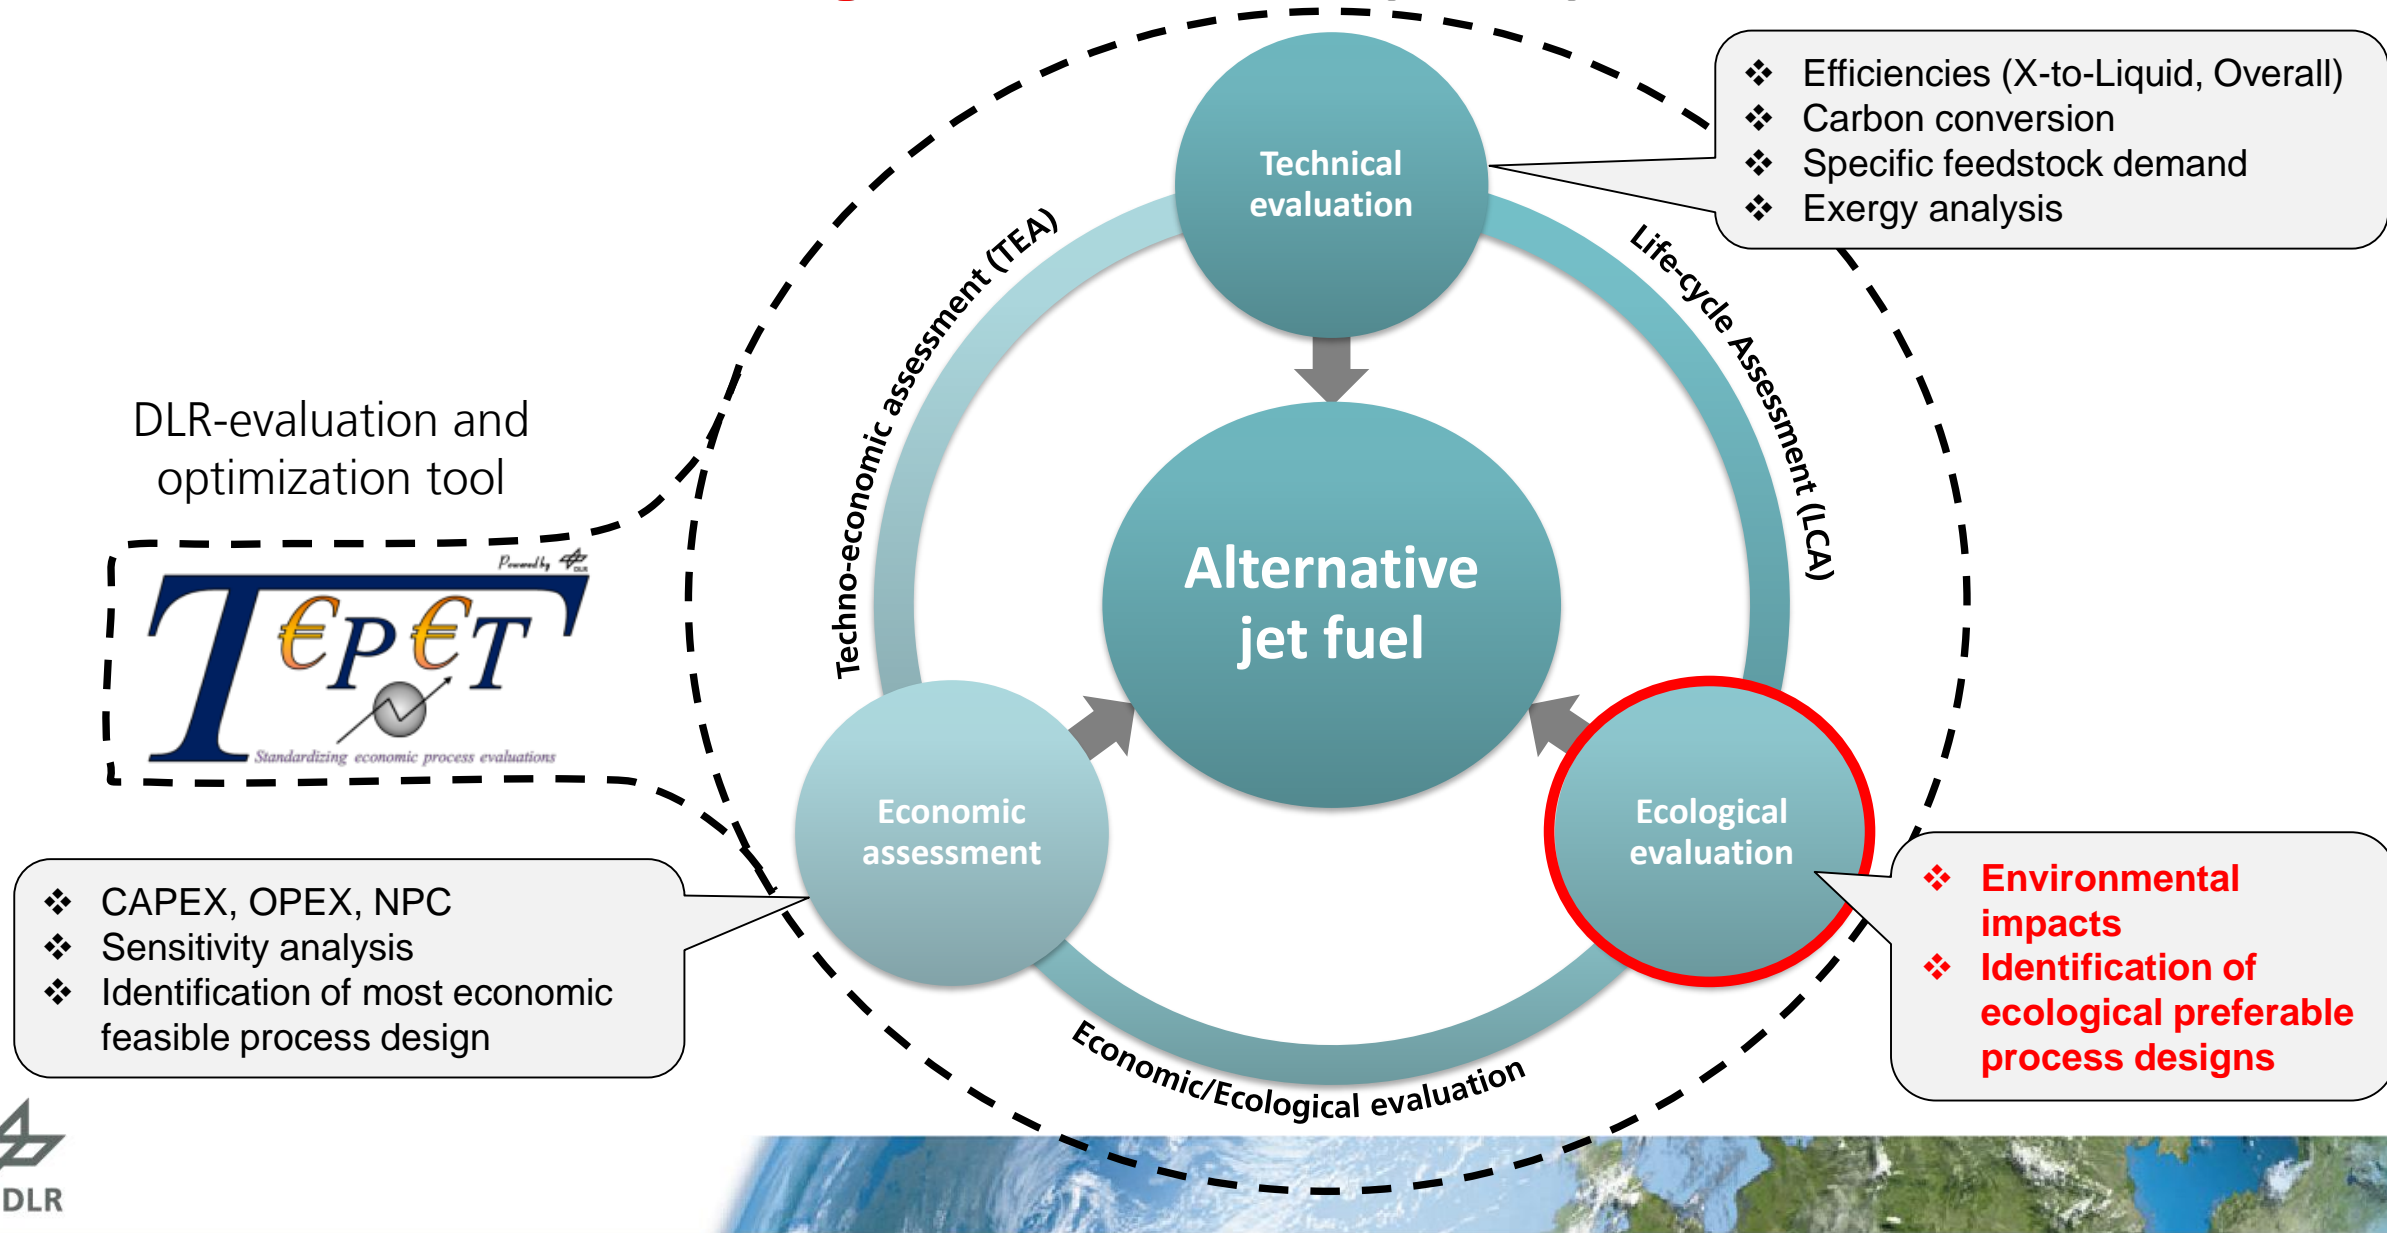 Efficiencies (X-to-Liquid, Overall)
Carbon conversion
Specific feedstock demand
Exergy analysis
Technical
evaluation
Techno-economic assessment (TEA)
Life-cycle Assessment (LCA)
DLR-evaluation and
optimization tool
Powered by DLR
T€P€T
Standardizing economic process evaluations
Alternative
jet fuel
Economic
assessment
Ecological
evaluation
CAPEX, OPEX, NPC
Sensitivity analysis
Identification of most economic
feasible process design
Environmental
impacts
Identification of
ecological preferable
process designs
Economic/Ecological evaluation
DLR